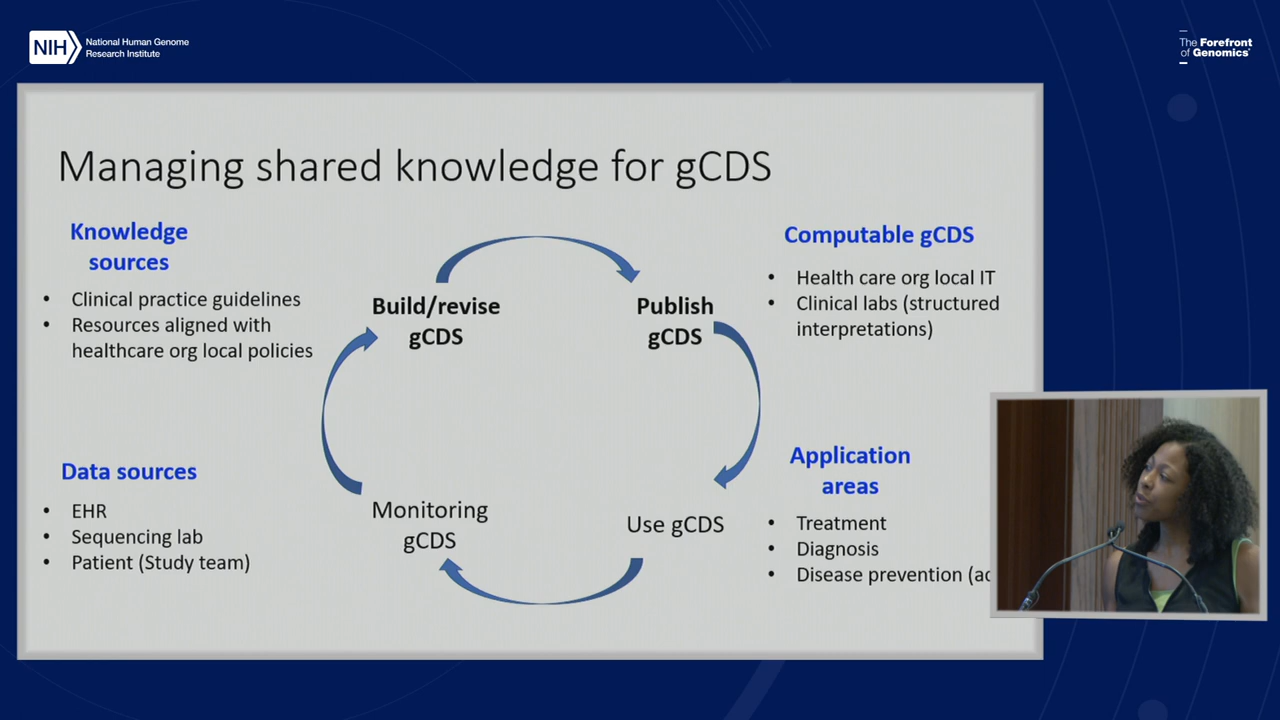 NIH
National Human Genome
Research Institute
The Forefront
of Genomics
Managing shared knowledge for gCDS
Knowledge
sources
• Clinical practice guidelines
• Resources aligned with
healthcare org local policies
Build/revise
gCDS
Publish
gCDS
Computable gCDS
• Health care org local IT
• Clinical labs (structured
interpretations)
Data sources
• EHR
• Sequencing lab
• Patient (Study team)
Monitoring
gCDS
Use gCDS
Application
areas
• Treatment
• Diagnosis
• Disease prevention